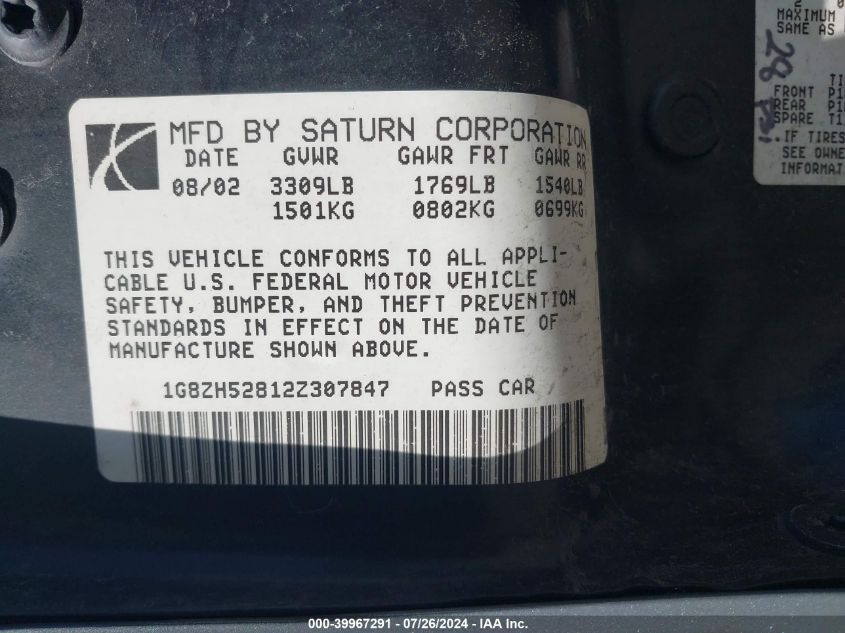 MFD BY SATURN CORPORATION
DATE GVWR GAWR FRT GAWR RR
08/02 3309LB 1769LB 1540LB
1501KG 0802KG 0699KG
THIS VEHICLE CONFORMS TO ALL APPLI-
CABLE U.S. FEDERAL MOTOR VEHICLE
SAFETY, BUMPER, AND THEFT PREVENTION
STANDARDS IN EFFECT ON THE DATE OF
MANUFACTURE SHOWN ABOVE.
1G8ZH52812Z307847 PASS CAR
MAXIMUM
SAME AS
28 psi
FRONT
REAR
SPARE
..IF TIRES
SEE OWNE
INFORMAT
000-39967291 - 07/26/2024 - IAA Inc.